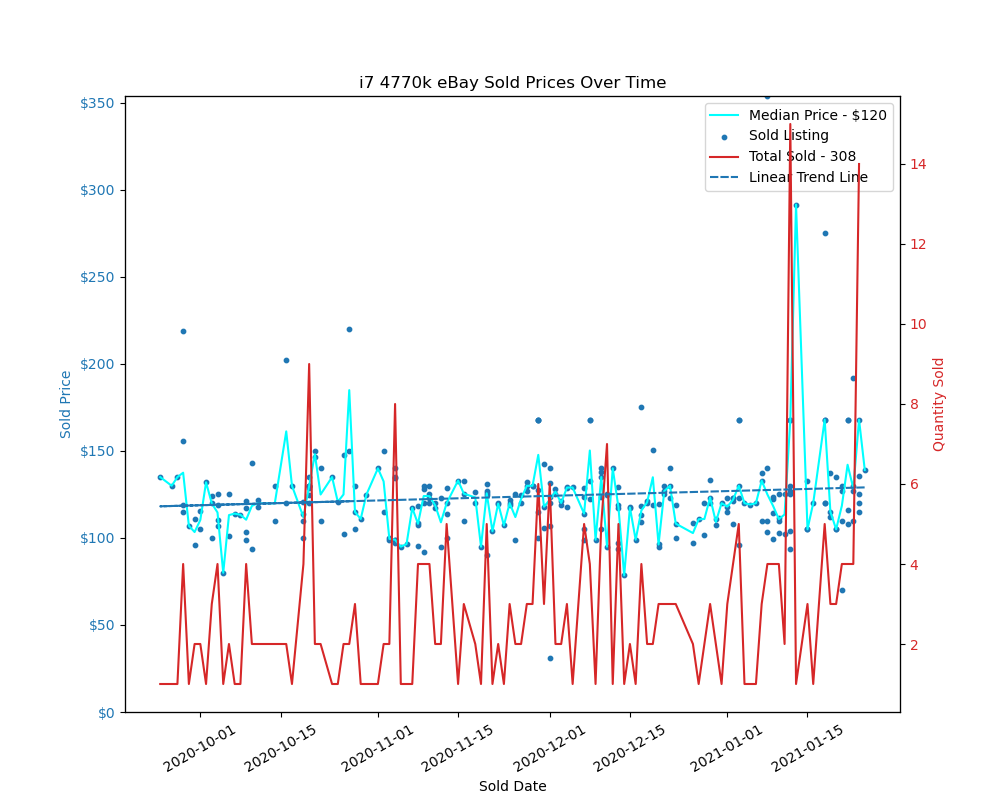 i7 4770k eBay Sold Prices Over Time
Median Price - $120
Sold Listing
Total Sold - 308
Linear Trend Line
$350
$300
$250
$200
$150
$100
$50
$0
Sold Price
14
12
10
8
6
4
2
Quantity Sold
2020-10-01
2020-10-15
2020-11-01
2020-11-15
2020-12-01
2020-12-15
2021-01-01
2021-01-15
Sold Date